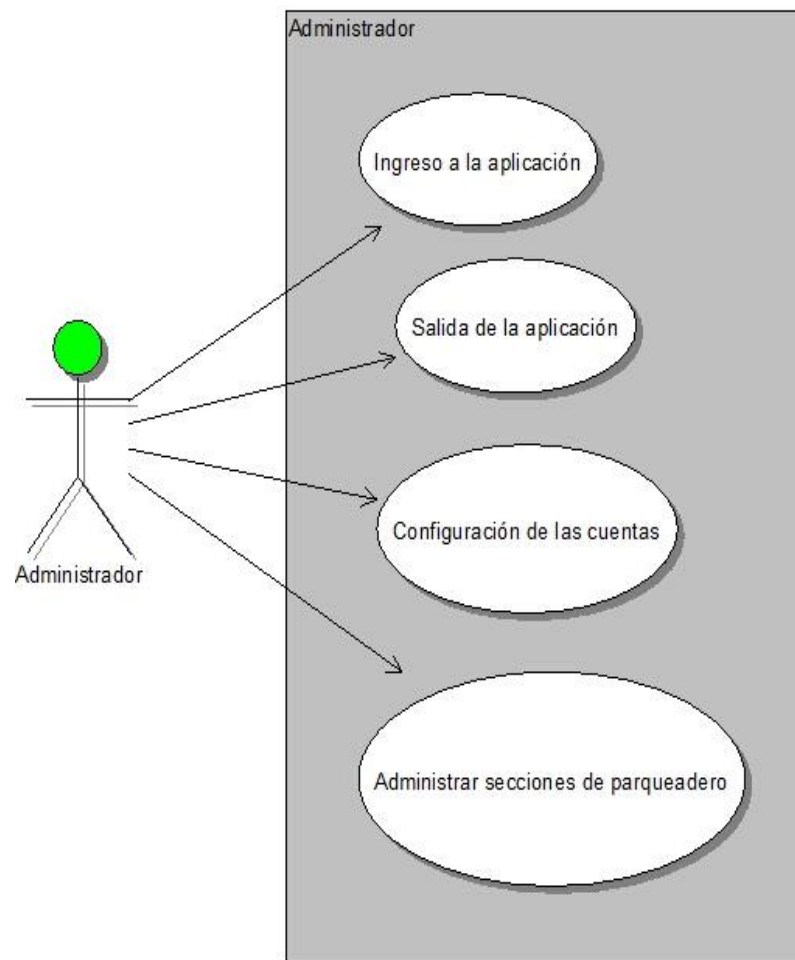 Administrador
Ingreso a la aplicación
Salida de la aplicación
Configuración de las cuentas
Administrador
Administrar secciones de parqueadero